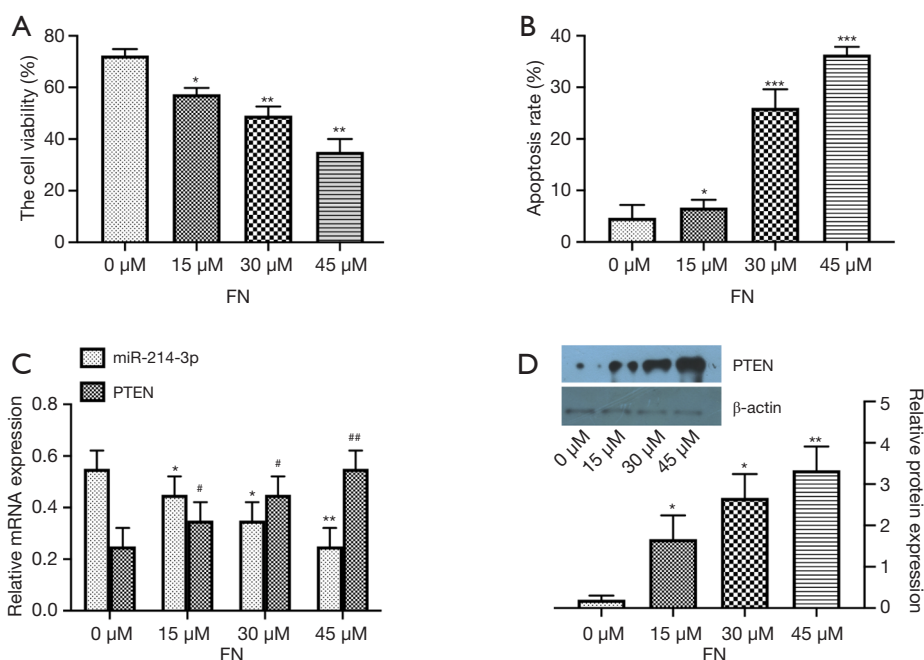 A
The cell viability (%)
80
60
40
20
0
* ** **
0 μM 15 μM 30 μM 45 μM
FN
B
Apoptosis rate (%)
40
30
20
10
0
* *** ***
0 μM 15 μM 30 μM 45 μM
FN
C
miR-214-3p
PTEN
Relative mRNA expression
0.8
0.6
0.4
0.2
0.0
* # * # ** ##
0 μM 15 μM 30 μM 45 μM
FN
D
PTEN
β-actin
0 μM 15 μM 30 μM 45 μM
Relative protein expression
5
4
3
2
1
0
* * **
0 μM 15 μM 30 μM 45 μM
FN